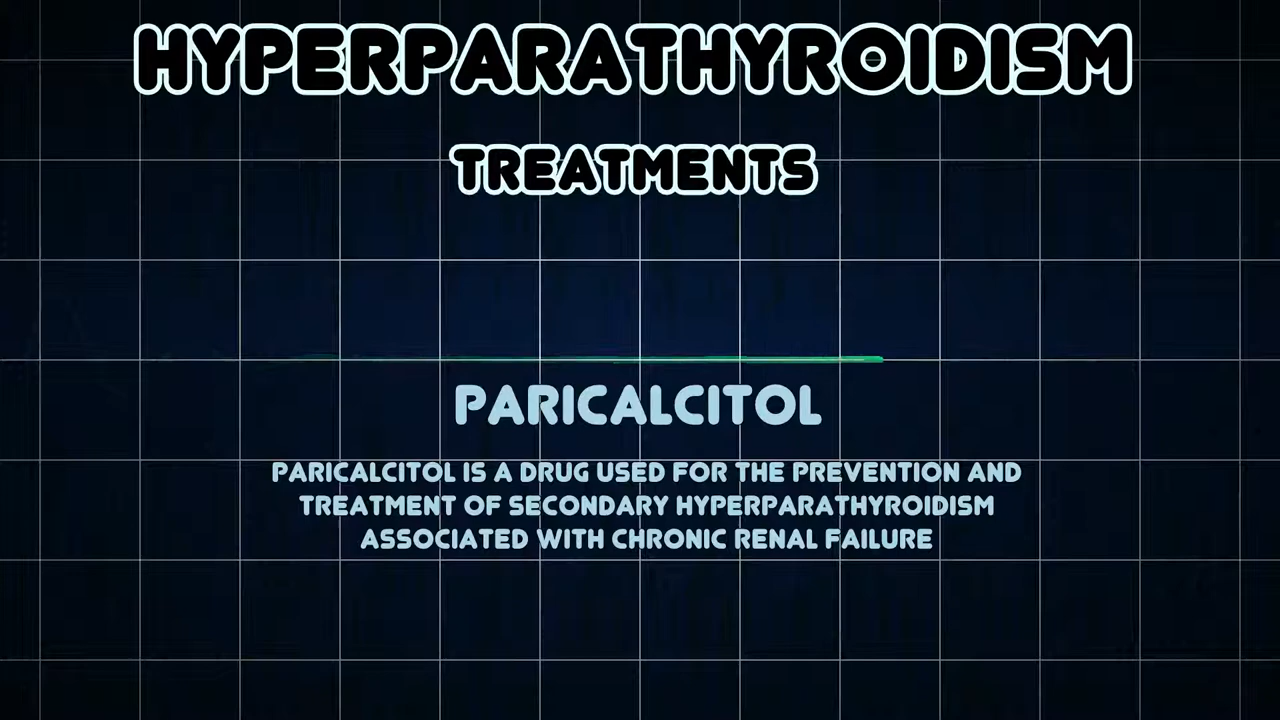 HYPERPARATHYROIDISM
TREATMENTS
PARICALCITOL
PARICALCITOL IS A DRUG USED FOR THE PREVENTION AND
TREATMENT OF SECONDARY HYPERPARATHYROIDISM
ASSOCIATED WITH CHRONIC RENAL FAILURE